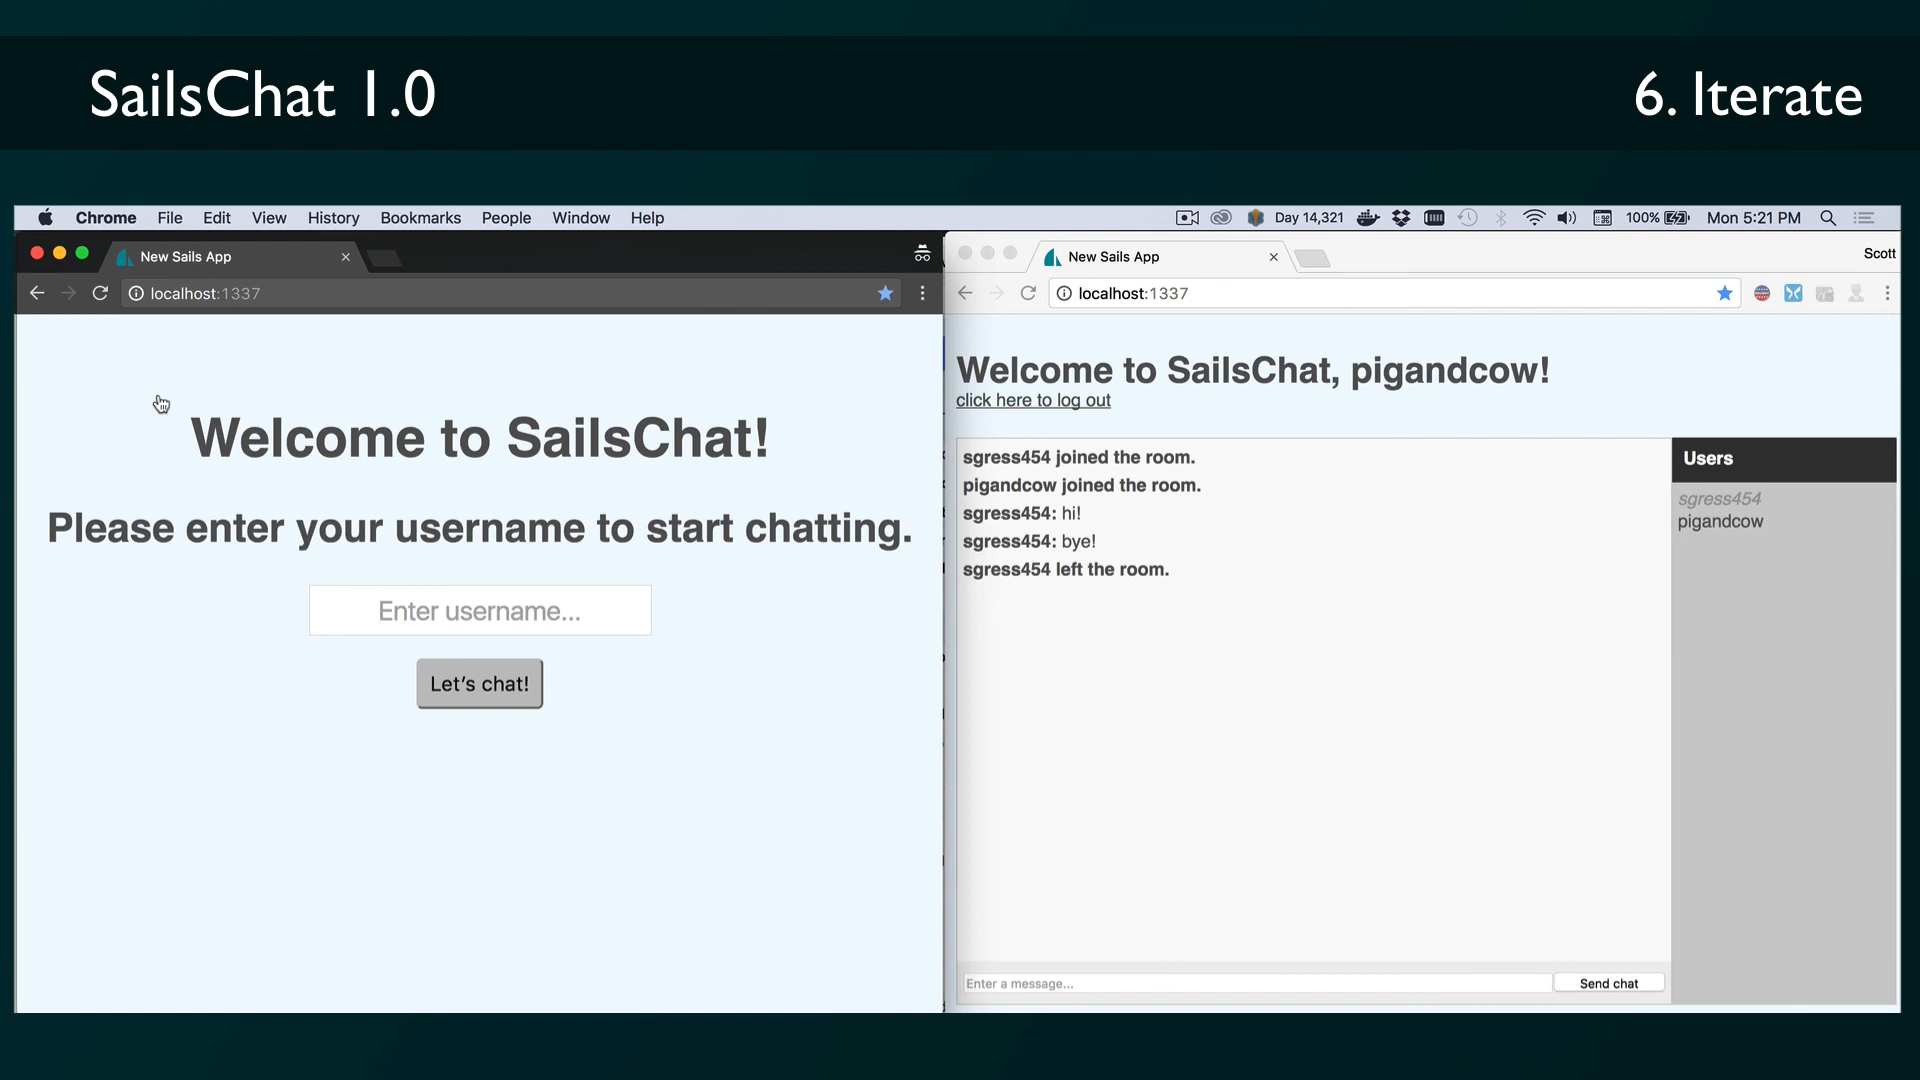 SailsChat 1.0
6. Iterate
Chrome File Edit View History Bookmarks People Window Help
Day 14,321 100% Mon 5:21 PM
New Sails App
localhost:1337
Welcome to SailsChat!
Please enter your username to start chatting.
Enter username...
Let's chat!
New Sails App
Scott
localhost:1337
Welcome to SailsChat, pigandcow!
click here to log out
sgress454 joined the room.
pigandcow joined the room.
sgress454: hi!
sgress454: bye!
sgress454 left the room.
Users
sgress454
pigandcow
Enter a message...
Send chat